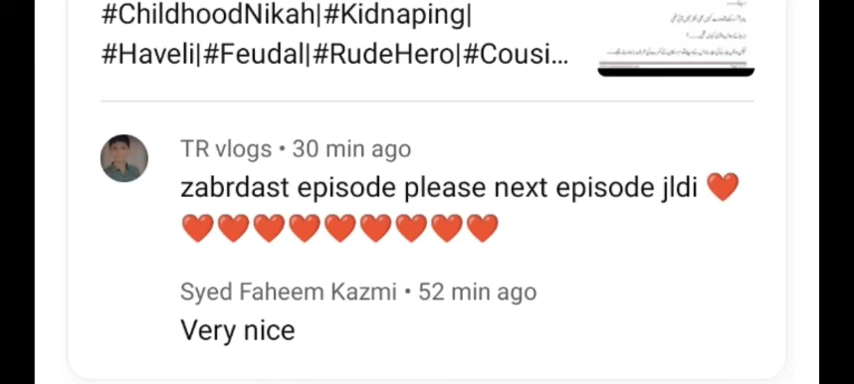 #ChildhoodNikah|#Kidnaping|
#Haveli|#Feudal|#RudeHero|#Cousi...
TR vlogs • 30 min ago
zabrdast episode please next episode jldi ❤️
❤️❤️❤️❤️❤️❤️❤️❤️❤️
Syed Faheem Kazmi • 52 min ago
Very nice